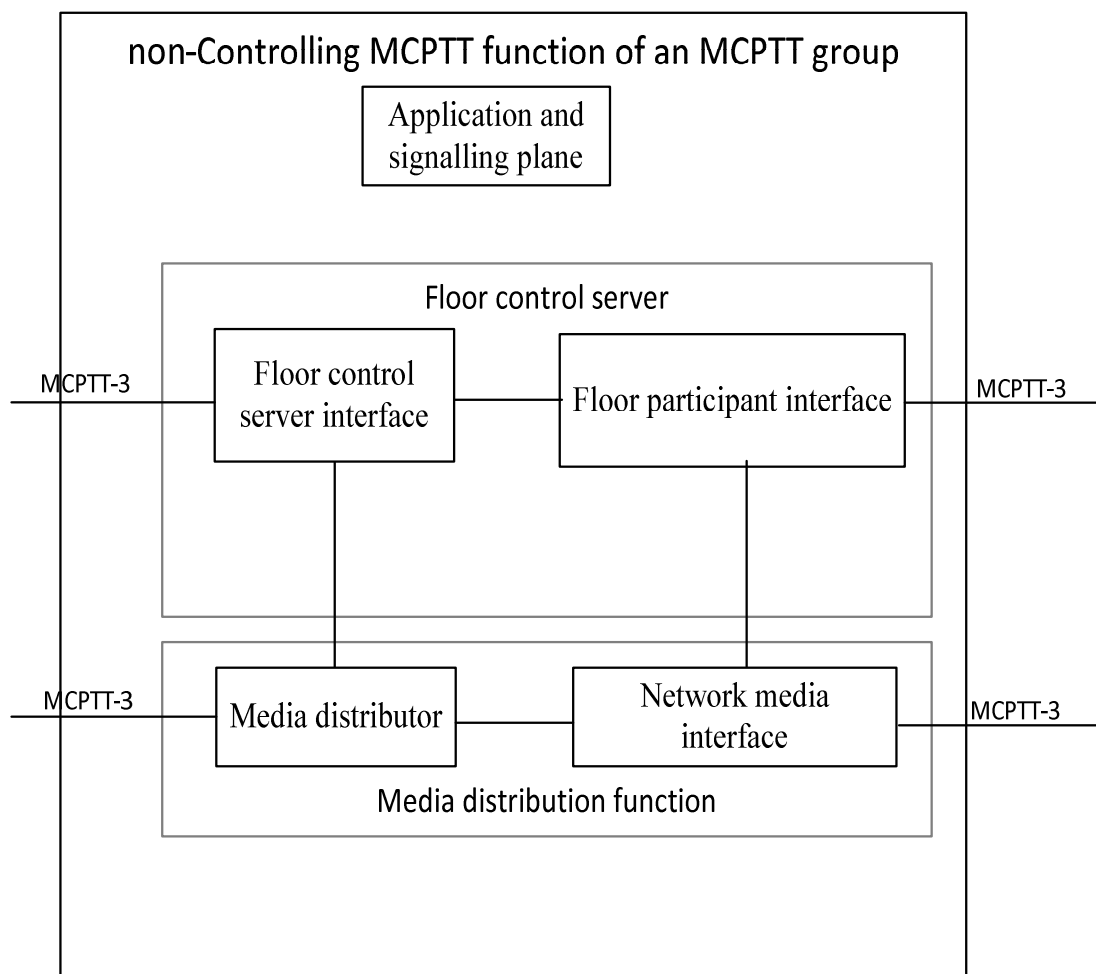 non-Controlling MCPTT function of an MCPTT group
Application and
signalling plane
Floor control server
MCPTT-3
Floor control
server interface
Floor participant interface
MCPTT-3
MCPTT-3
Media distributor
Network media
interface
MCPTT-3
Media distribution function